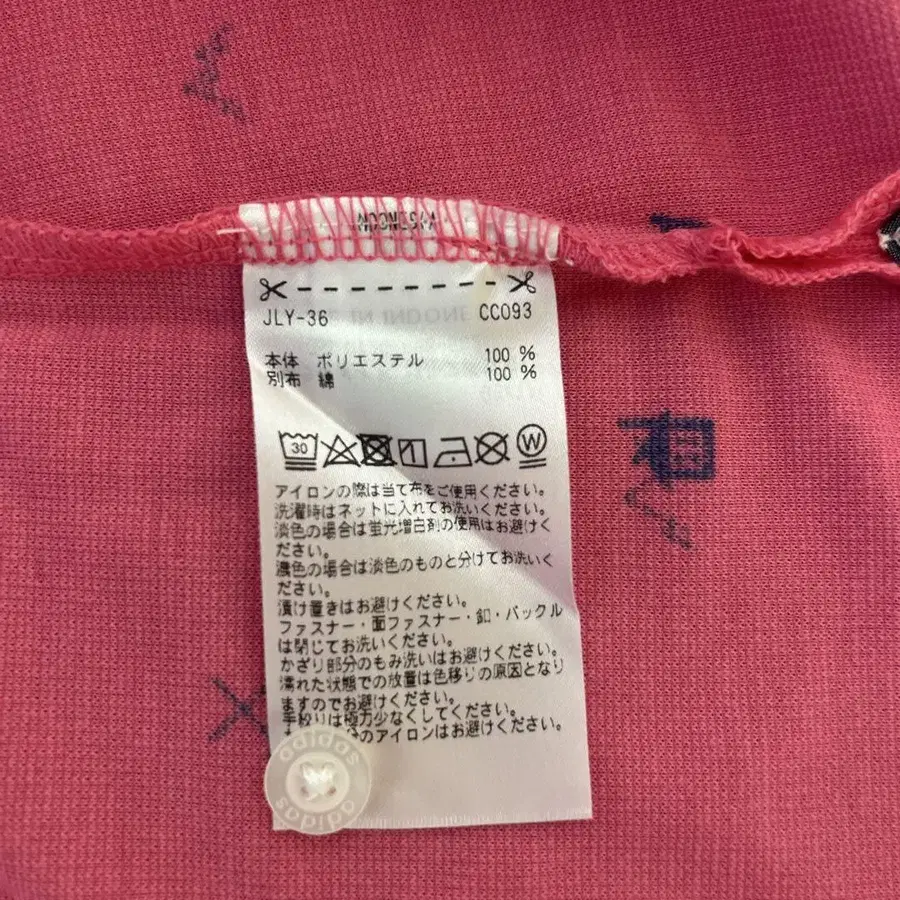 INDONESIA
JLY-36 CC093
本体 ポリエステル 100 %
別布 綿 100 %
30
W
アイロンの際は当て布をご使用ください。
洗濯時はネットに入れてお洗いください。
淡色の場合は蛍光増白剤の使用はお避けく
ださい。
濃色の場合は淡色のものと分けてお洗いく
ださい。
漬け置きはお避けください。
ファスナー・面ファスナー・釦・バックル
は閉じてお洗いください。
かざり部分のもみ洗いはお避けください。
濡れた状態での放置は色移りの原因となり
ますのでお避けください。
手絞りは極力少なくしてください。
のアイロンはお避けください。
adidas
adidas